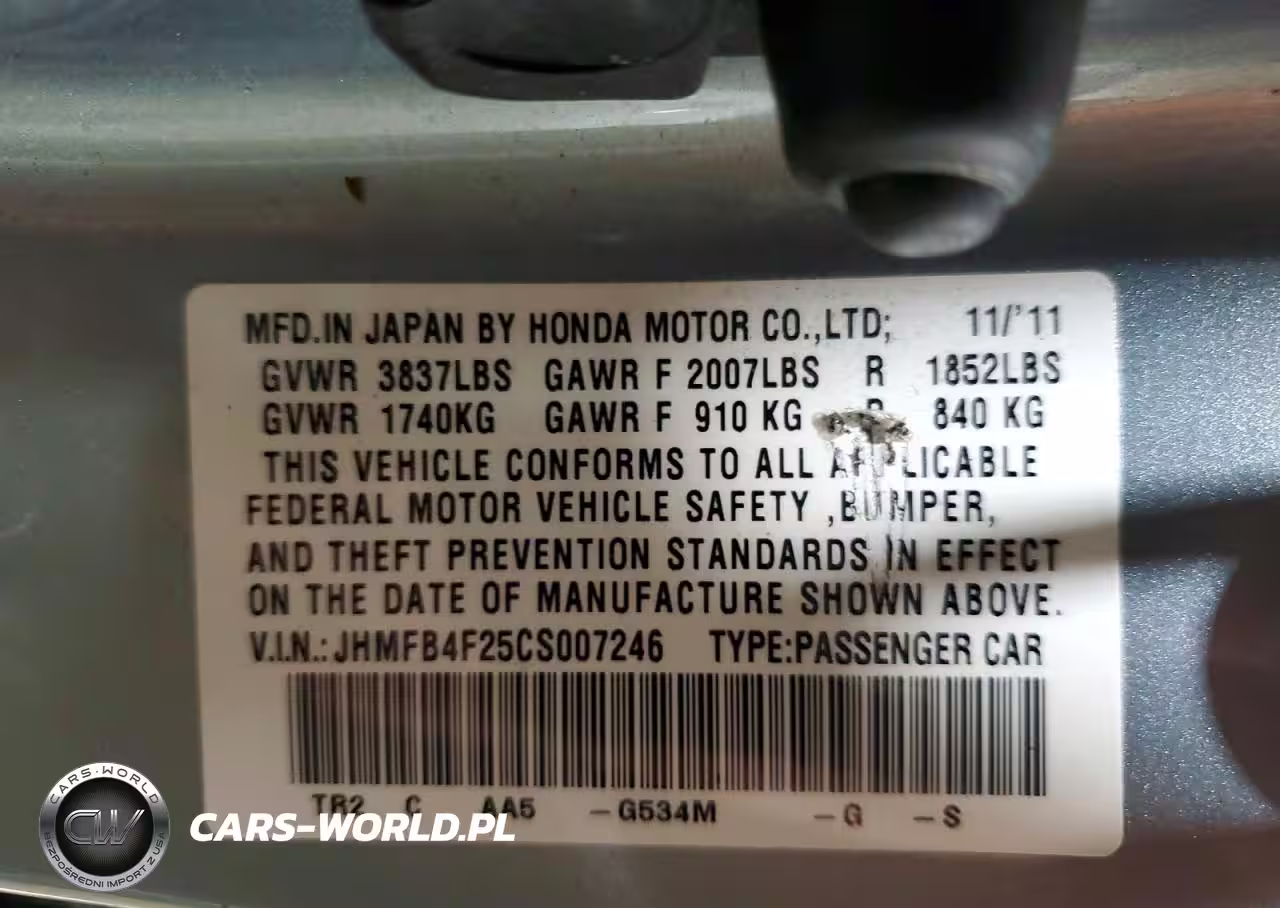 MFD.IN JAPAN BY HONDA MOTOR CO.,LTD; 11/'11
GVWR 3837LBS GAWR F 2007LBS R 1852LBS
GVWR 1740KG GAWR F 910 KG R 840 KG
THIS VEHICLE CONFORMS TO ALL APPLICABLE
FEDERAL MOTOR VEHICLE SAFETY ,BUMPER,
AND THEFT PREVENTION STANDARDS IN EFFECT
ON THE DATE OF MANUFACTURE SHOWN ABOVE.
V.I.N.: JHMFB4F25CS007246 TYPE:PASSENGER CAR
TR2 C AA5 -G534M -G -S
CARS-WORLD
CW
BEZPOŚREDNI IMPORT Z USA
CARS-WORLD.PL